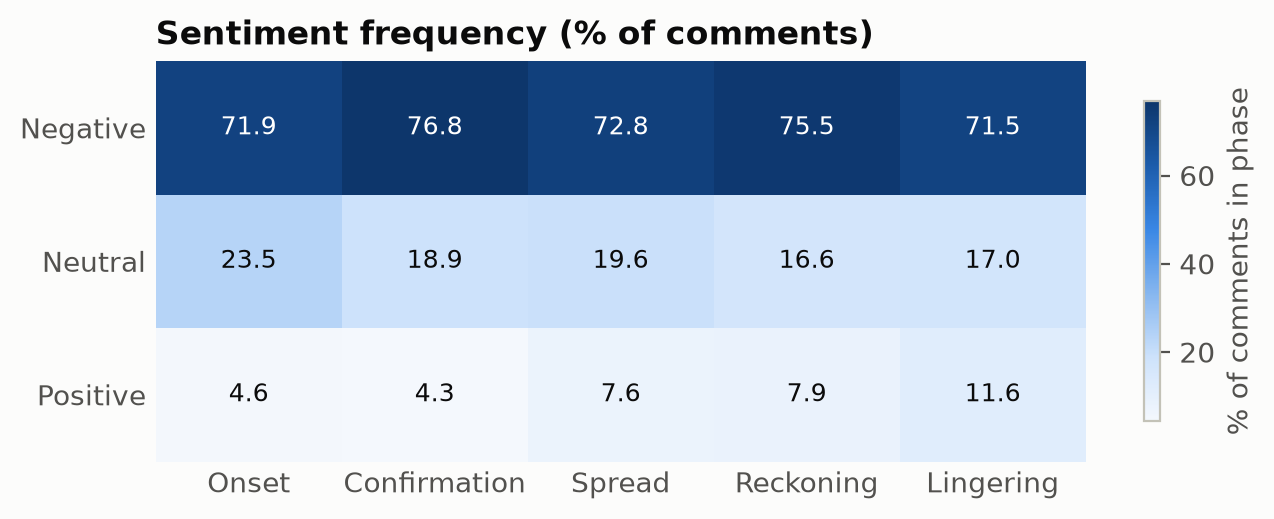 Sentiment frequency (% of comments)
Negative 71.9 76.8 72.8 75.5 71.5
Neutral 23.5 18.9 19.6 16.6 17.0
Positive 4.6 4.3 7.6 7.9 11.6
Onset Confirmation Spread Reckoning Lingering
60
40
20
% of comments in phase